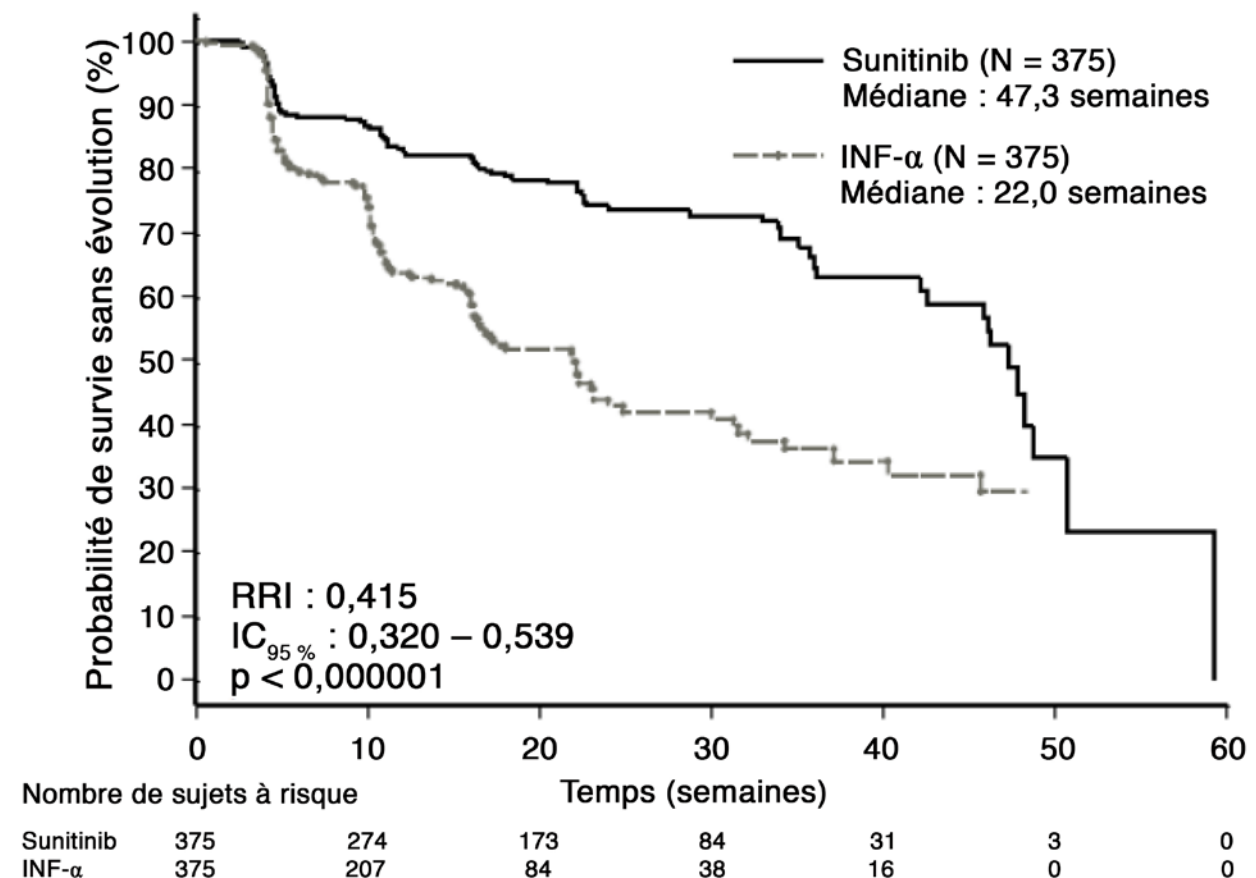 Probabilité de survie sans évolution (%)
100
90
80
70
60
50
40
30
20
10
0
Sunitinib (N = 375)
Médiane : 47,3 semaines
INF-α (N = 375)
Médiane : 22,0 semaines
RRI : 0,415
IC95 % : 0,320 – 0,539
p < 0,000001
0 10 20 30 40 50 60
Temps (semaines)
Nombre de sujets à risque
Sunitinib 375 274 173 84 31 3 0
INF-α 375 207 84 38 16 0 0